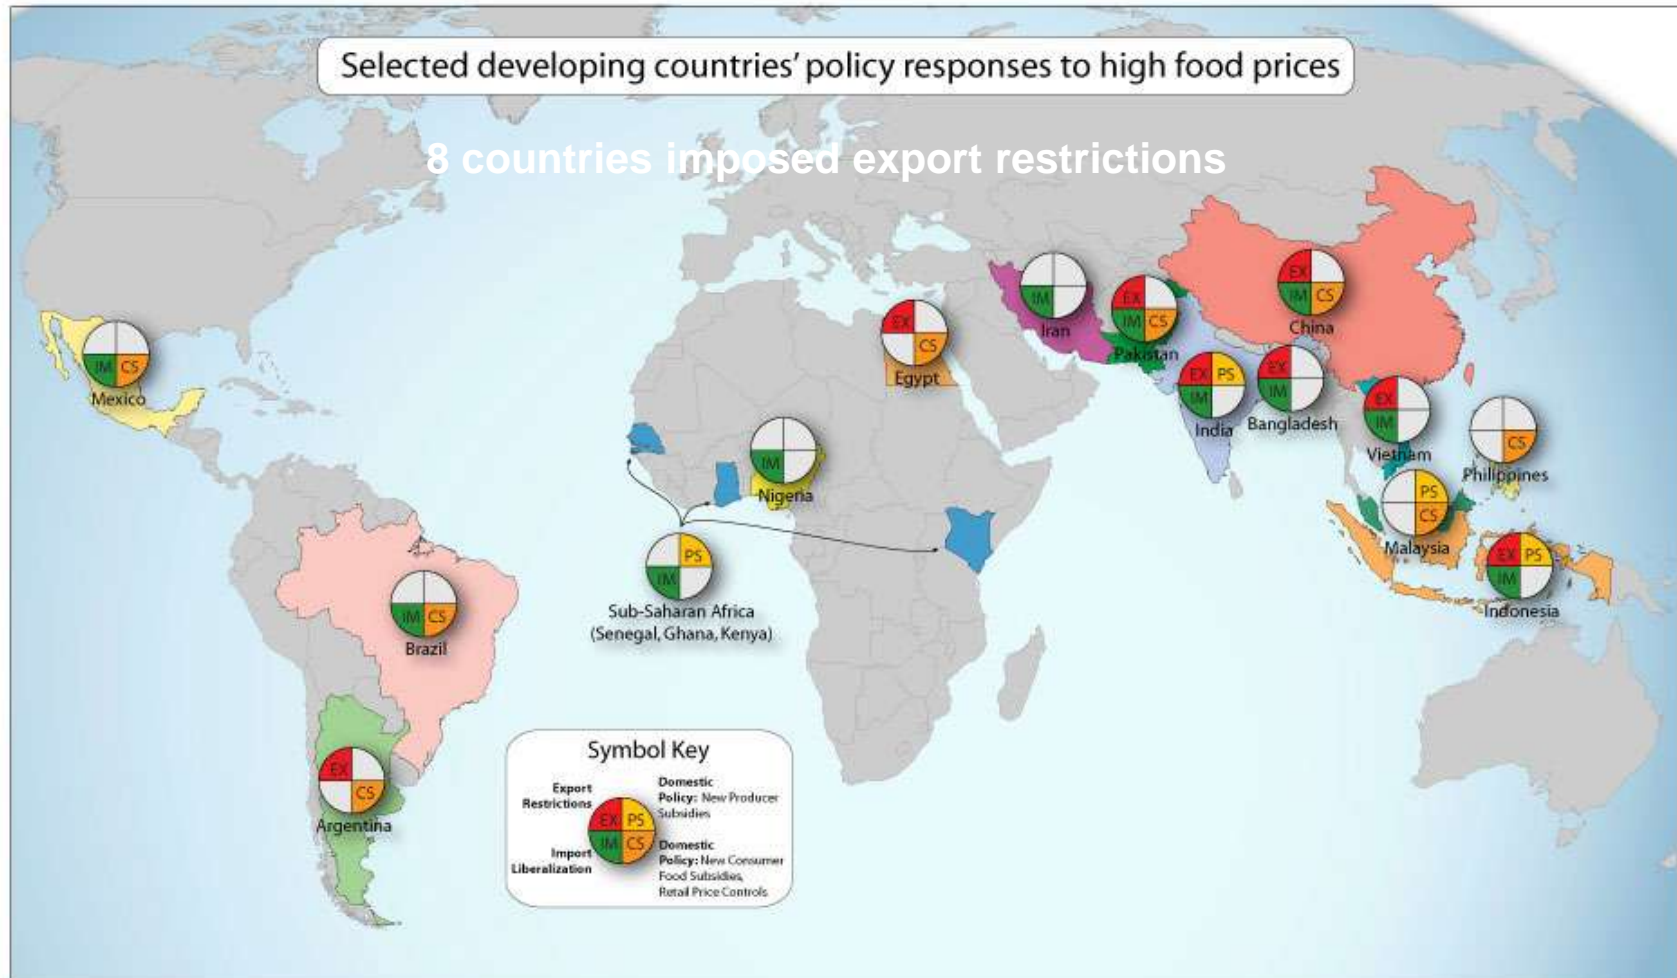 Selected developing countries' policy responses to high food prices
8 countries imposed export restrictions
IM CS
Mexico
IM CS
Brazil
EX
CS
Argentina
PS
IM
Sub-Saharan Africa
(Senegal, Ghana, Kenya)
IM
Nigeria
EX
CS
Egypt
IM
Iran
EX
IM CS
Pakistan
EX PS
IM
India
EX
IM
Bangladesh
EX
IM CS
China
EX
IM
Vietnam
CS
Philippines
PS
CS
Malaysia
EX PS
IM
Indonesia
Symbol Key
Export
Restrictions
Import
Liberalization
EX PS
IM CS
Domestic
Policy: New Producer
Subsidies
Domestic
Policy: New Consumer
Food Subsidies,
Retail Price Controls